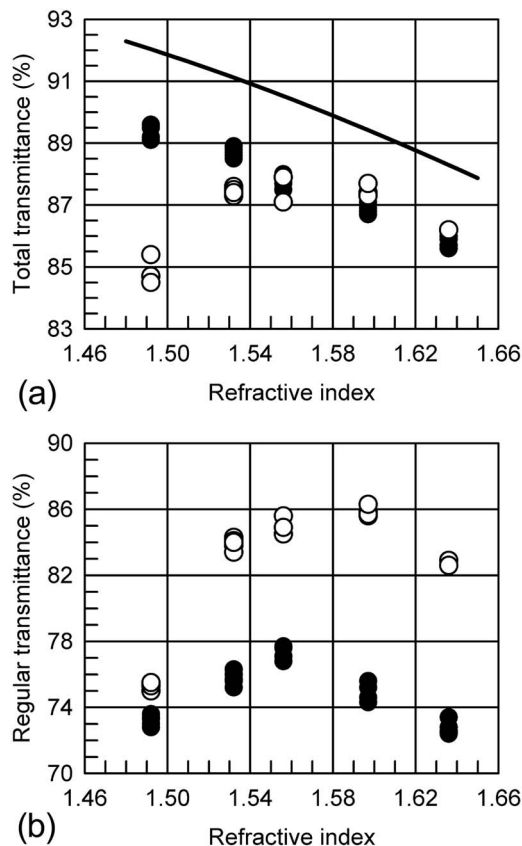 93
91
89
87
85
83
Total transmittance (%)
1.46 1.50 1.54 1.58 1.62 1.66
Refractive index
(a)
90
86
82
78
74
70
Regular transmittance (%)
1.46 1.50 1.54 1.58 1.62 1.66
Refractive index
(b)